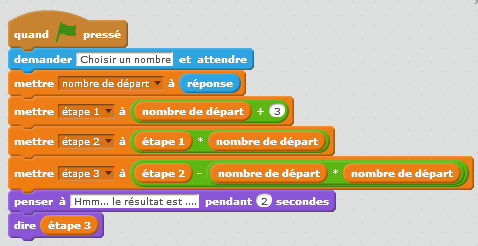 quand pressé
demander Choisir un nombre et attendre
mettre nombre de départ à réponse
mettre étape 1 à nombre de départ + 3
mettre étape 2 à étape 1 * nombre de départ
mettre étape 3 à étape 2 - nombre de départ * nombre de départ
penser à Hmm... le résultat est .... pendant 2 secondes
dire étape 3